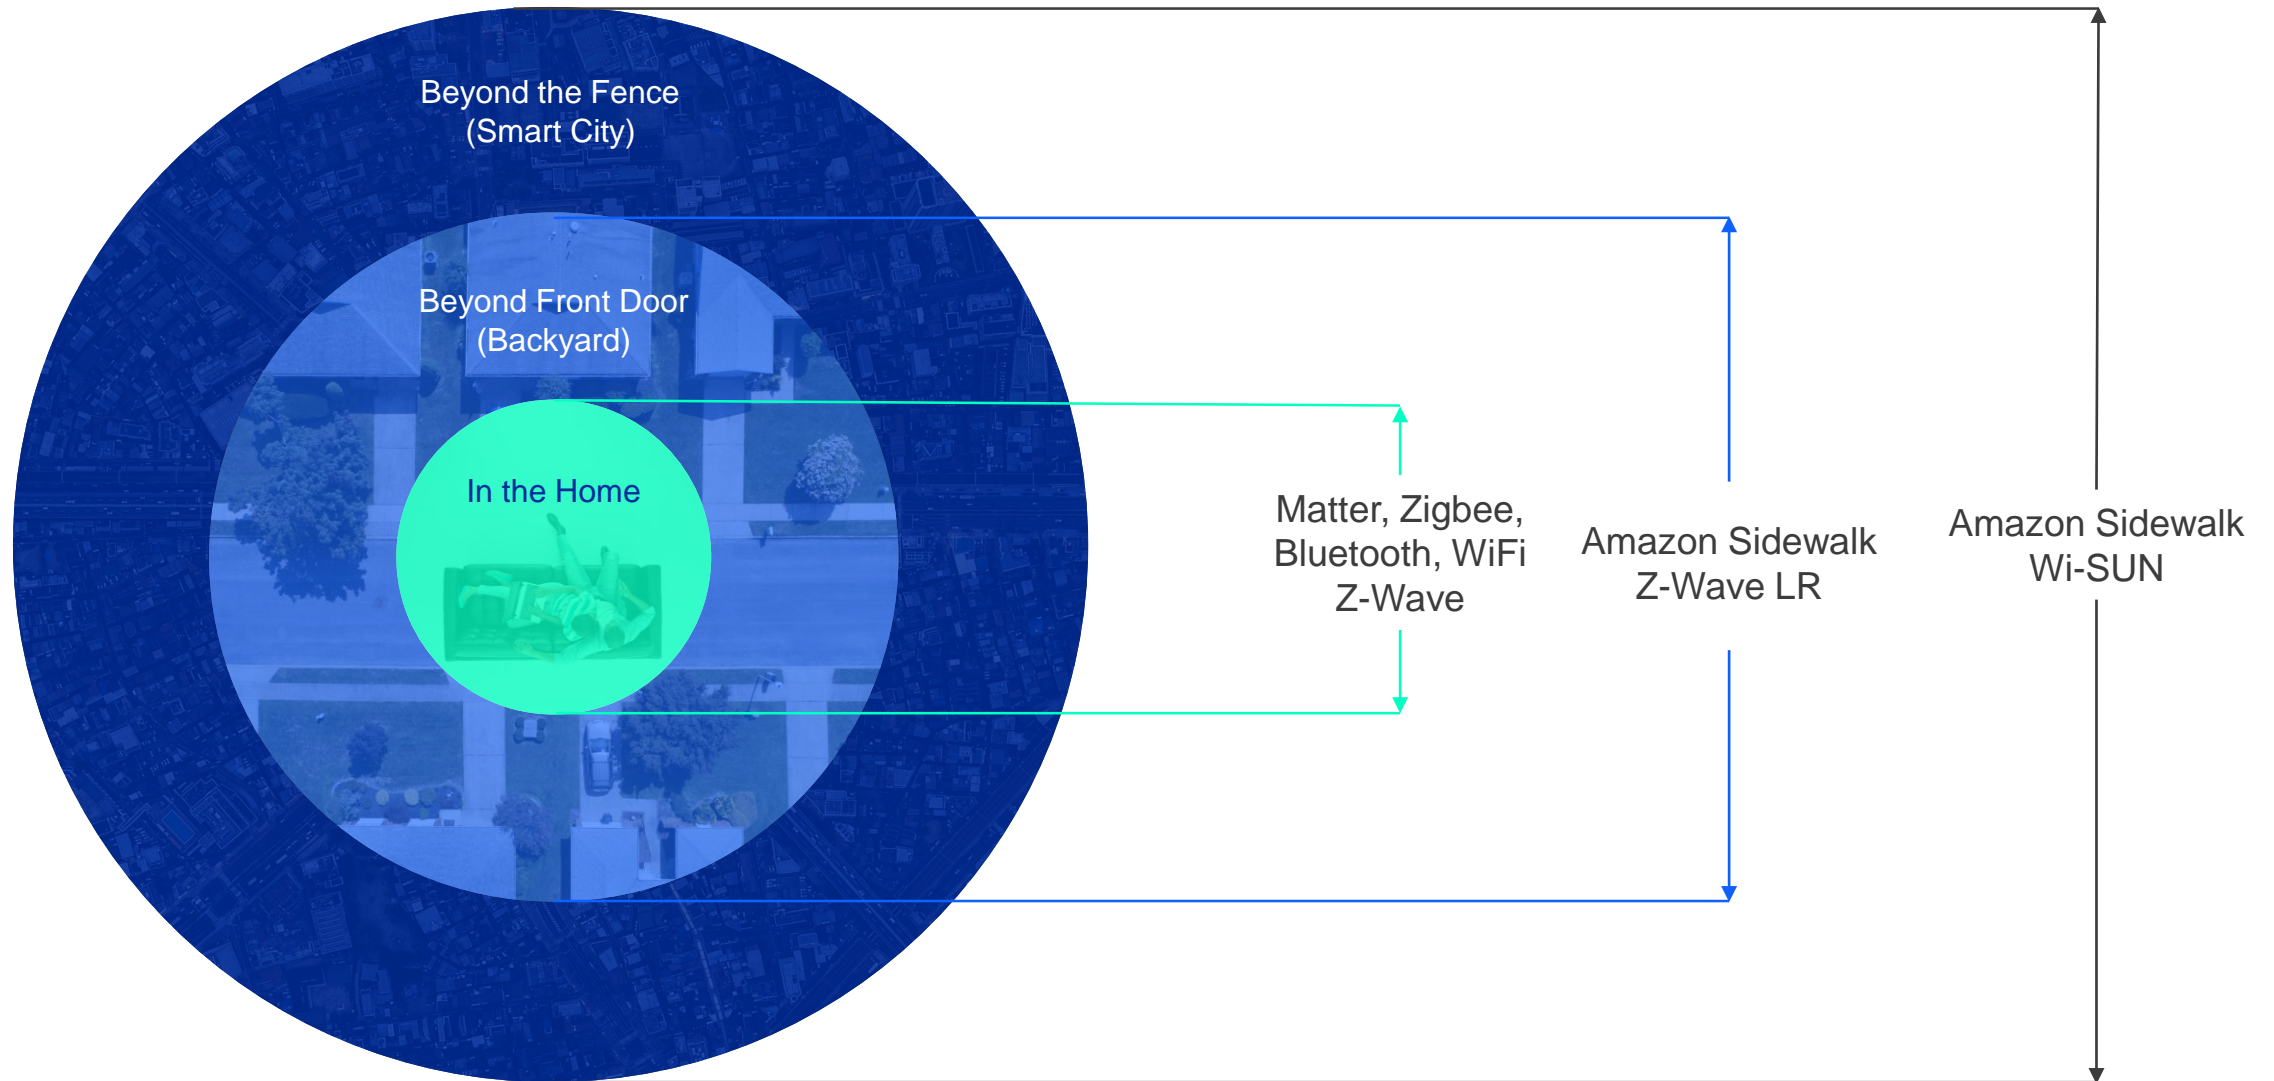 Beyond the Fence
(Smart City)
Beyond Front Door
(Backyard)
In the Home
Matter, Zigbee,
Bluetooth, WiFi
Z-Wave
Amazon Sidewalk
Z-Wave LR
Amazon Sidewalk
Wi-SUN